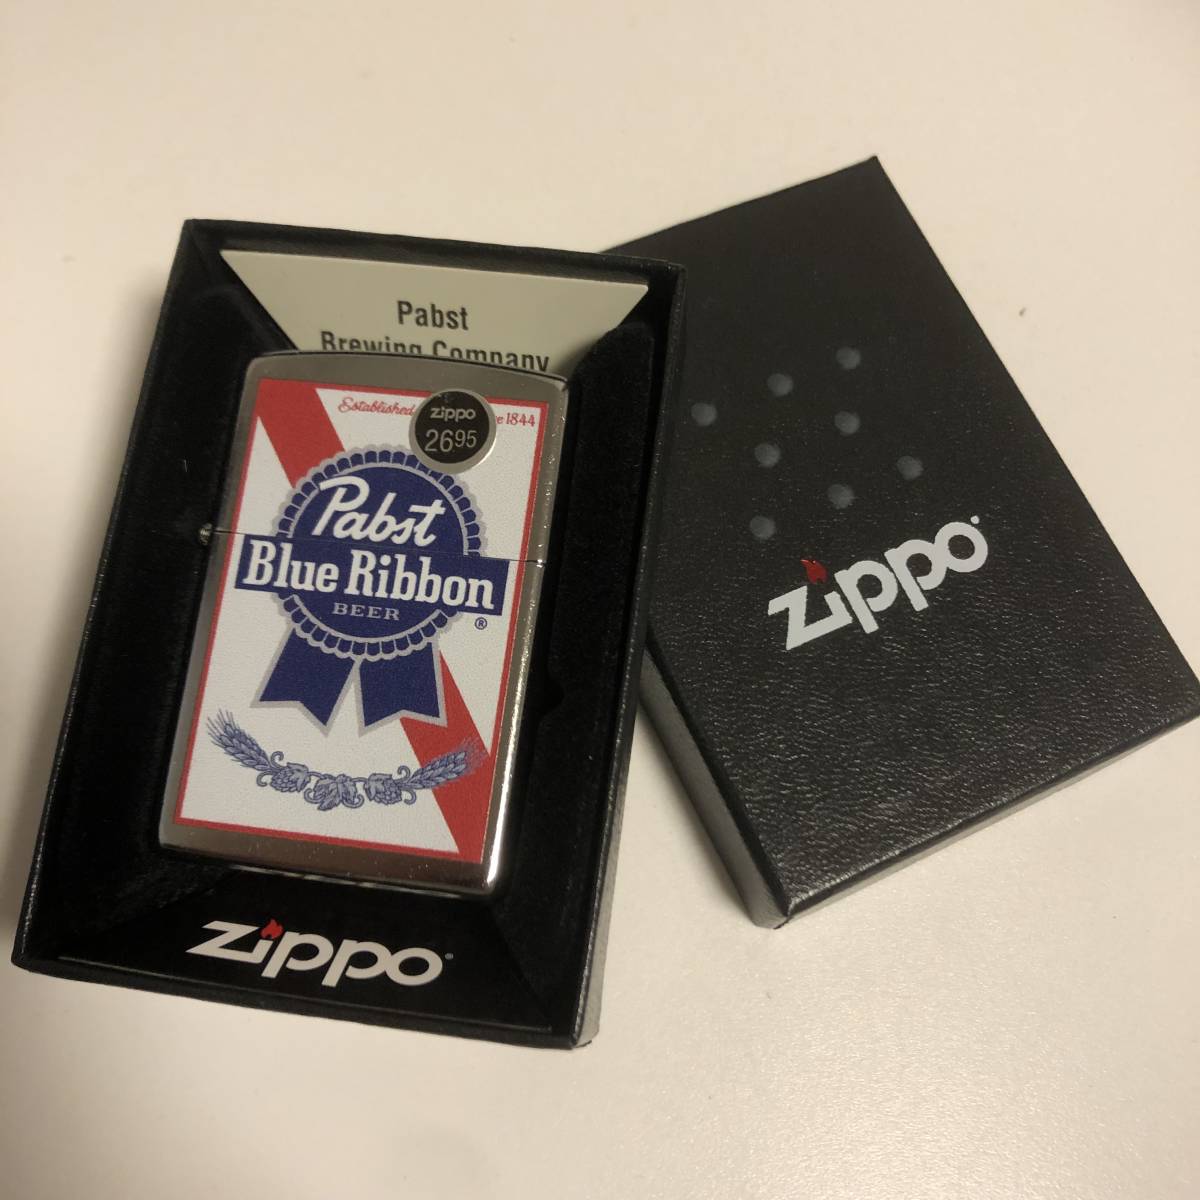 Pabst
Brewing Company
Established
1844
zippo
26 95
Pabst
Blue Ribbon
BEER
®
zippo
zippo